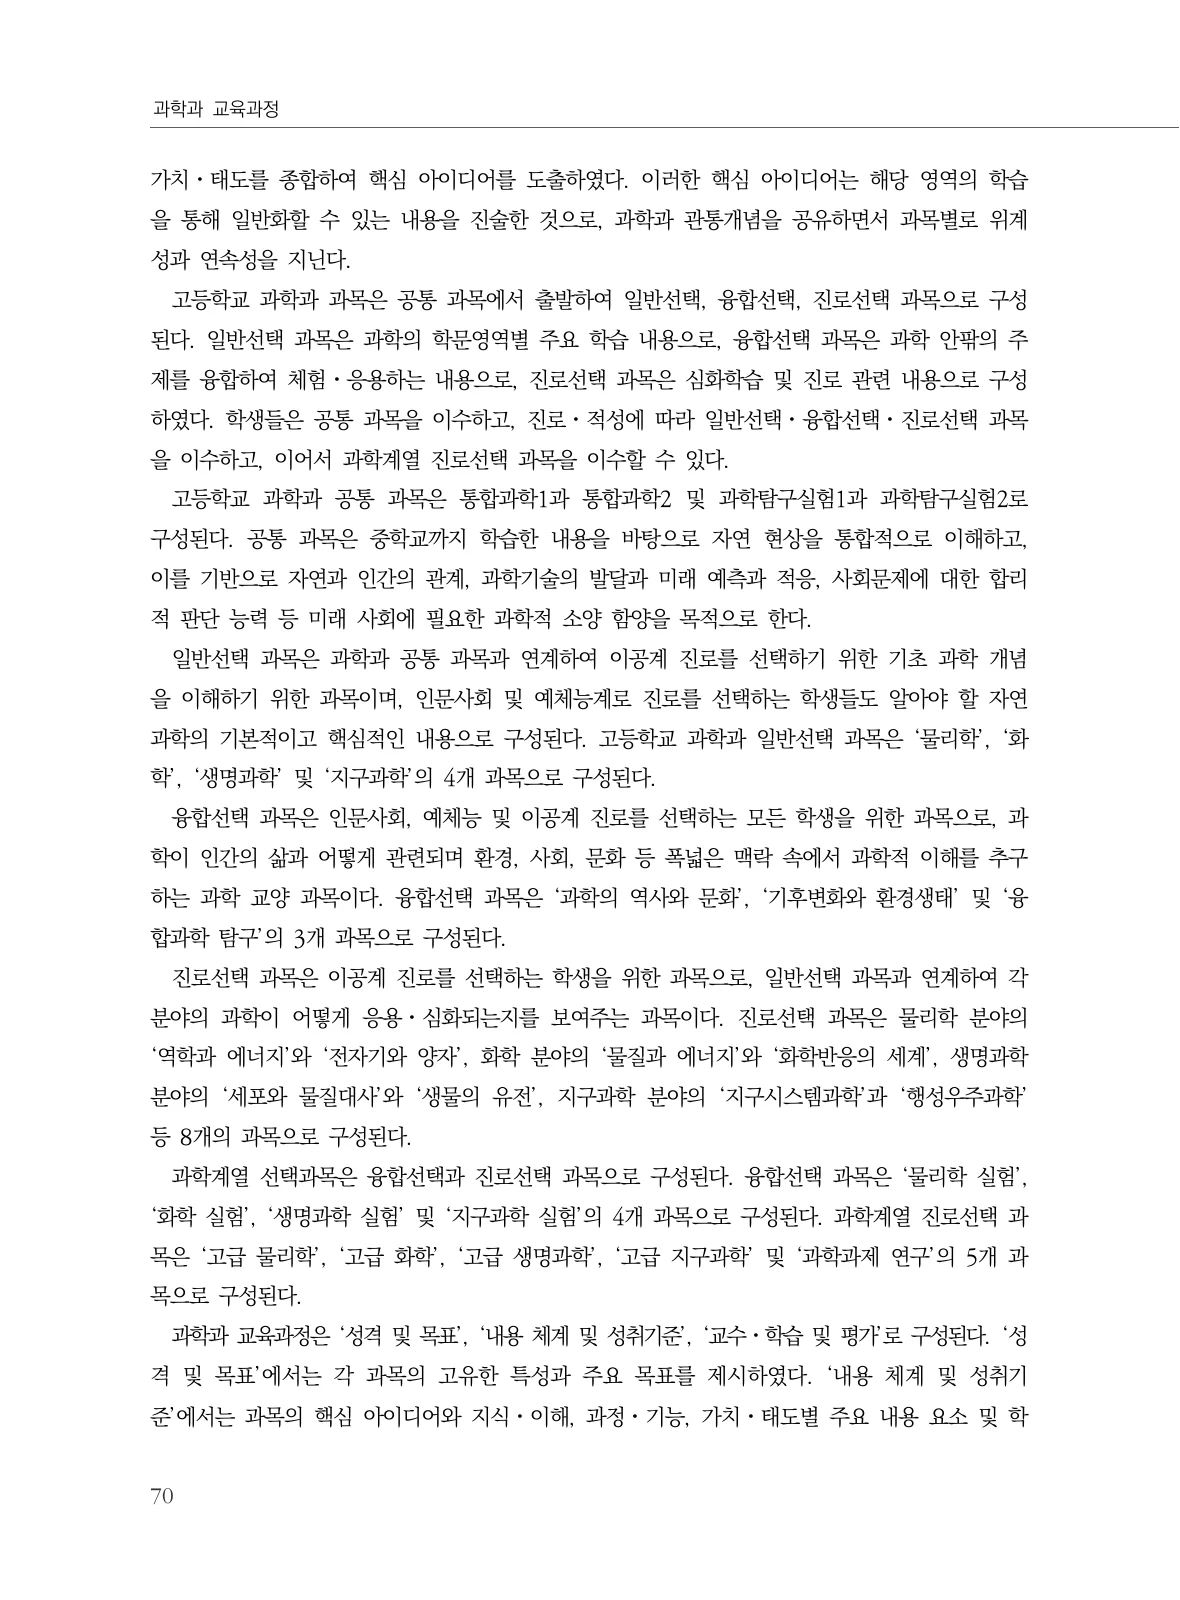 과학과 교육과정
가치・태도를 종합하여 핵심 아이디어를 도출하였다. 이러한 핵심 아이디어는 해당 영역의 학습
을 통해 일반화할 수 있는 내용을 진술한 것으로, 과학과 관통개념을 공유하면서 과목별로 위계
성과 연속성을 지닌다.
고등학교 과학과 과목은 공통 과목에서 출발하여 일반선택, 융합선택, 진로선택 과목으로 구성
된다. 일반선택 과목은 과학의 학문영역별 주요 학습 내용으로, 융합선택 과목은 과학 안팎의 주
제를 융합하여 체험・응용하는 내용으로, 진로선택 과목은 심화학습 및 진로 관련 내용으로 구성
하였다. 학생들은 공통 과목을 이수하고, 진로・적성에 따라 일반선택・융합선택・진로선택 과목
을 이수하고, 이어서 과학계열 진로선택 과목을 이수할 수 있다.
고등학교 과학과 공통 과목은 통합과학1과 통합과학2 및 과학탐구실험1과 과학탐구실험2로
구성된다. 공통 과목은 중학교까지 학습한 내용을 바탕으로 자연 현상을 통합적으로 이해하고,
이를 기반으로 자연과 인간의 관계, 과학기술의 발달과 미래 예측과 적응, 사회문제에 대한 합리
적 판단 능력 등 미래 사회에 필요한 과학적 소양 함양을 목적으로 한다.
일반선택 과목은 과학과 공통 과목과 연계하여 이공계 진로를 선택하기 위한 기초 과학 개념
을 이해하기 위한 과목이며, 인문사회 및 예체능계로 진로를 선택하는 학생들도 알아야 할 자연
과학의 기본적이고 핵심적인 내용으로 구성된다. 고등학교 과학과 일반선택 과목은 ‘물리학’, ‘화
학’, ‘생명과학’ 및 ‘지구과학’의 4개 과목으로 구성된다.
융합선택 과목은 인문사회, 예체능 및 이공계 진로를 선택하는 모든 학생을 위한 과목으로, 과
학이 인간의 삶과 어떻게 관련되며 환경, 사회, 문화 등 폭넓은 맥락 속에서 과학적 이해를 추구
하는 과학 교양 과목이다. 융합선택 과목은 ‘과학의 역사와 문화’, ‘기후변화와 환경생태’ 및 ‘융
합과학 탐구’의 3개 과목으로 구성된다.
진로선택 과목은 이공계 진로를 선택하는 학생을 위한 과목으로, 일반선택 과목과 연계하여 각
분야의 과학이 어떻게 응용・심화되는지를 보여주는 과목이다. 진로선택 과목은 물리학 분야의
‘역학과 에너지’와 ‘전자기와 양자’, 화학 분야의 ‘물질과 에너지’와 ‘화학반응의 세계’, 생명과학
분야의 ‘세포와 물질대사’와 ‘생물의 유전’, 지구과학 분야의 ‘지구시스템과학’과 ‘행성우주과학’
등 8개의 과목으로 구성된다.
과학계열 선택과목은 융합선택과 진로선택 과목으로 구성된다. 융합선택 과목은 ‘물리학 실험’,
‘화학 실험’, ‘생명과학 실험’ 및 ‘지구과학 실험’의 4개 과목으로 구성된다. 과학계열 진로선택 과
목은 ‘고급 물리학’, ‘고급 화학’, ‘고급 생명과학’, ‘고급 지구과학’ 및 ‘과학과제 연구’의 5개 과
목으로 구성된다.
과학과 교육과정은 ‘성격 및 목표’, ‘내용 체계 및 성취기준’, ‘교수・학습 및 평가’로 구성된다. ‘성
격 및 목표’에서는 각 과목의 고유한 특성과 주요 목표를 제시하였다. ‘내용 체계 및 성취기
준’에서는 과목의 핵심 아이디어와 지식・이해, 과정・기능, 가치・태도별 주요 내용 요소 및 학
70